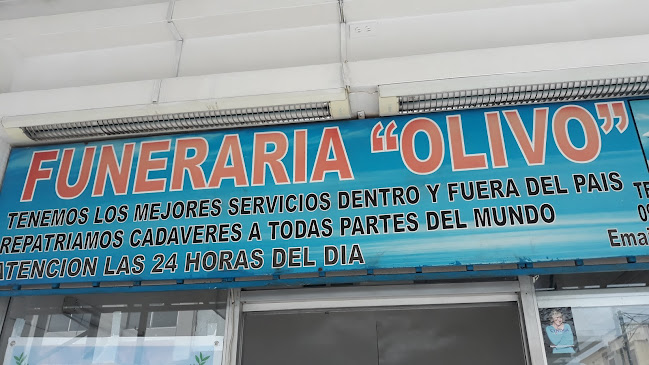 FUNERARIA "OLIVO"
TENEMOS LOS MEJORES SERVICIOS DENTRO Y FUERA DEL PAIS
REPATRIAMOS CADAVERES A TODAS PARTES DEL MUNDO
ATENCION LAS 24 HORAS DEL DIA